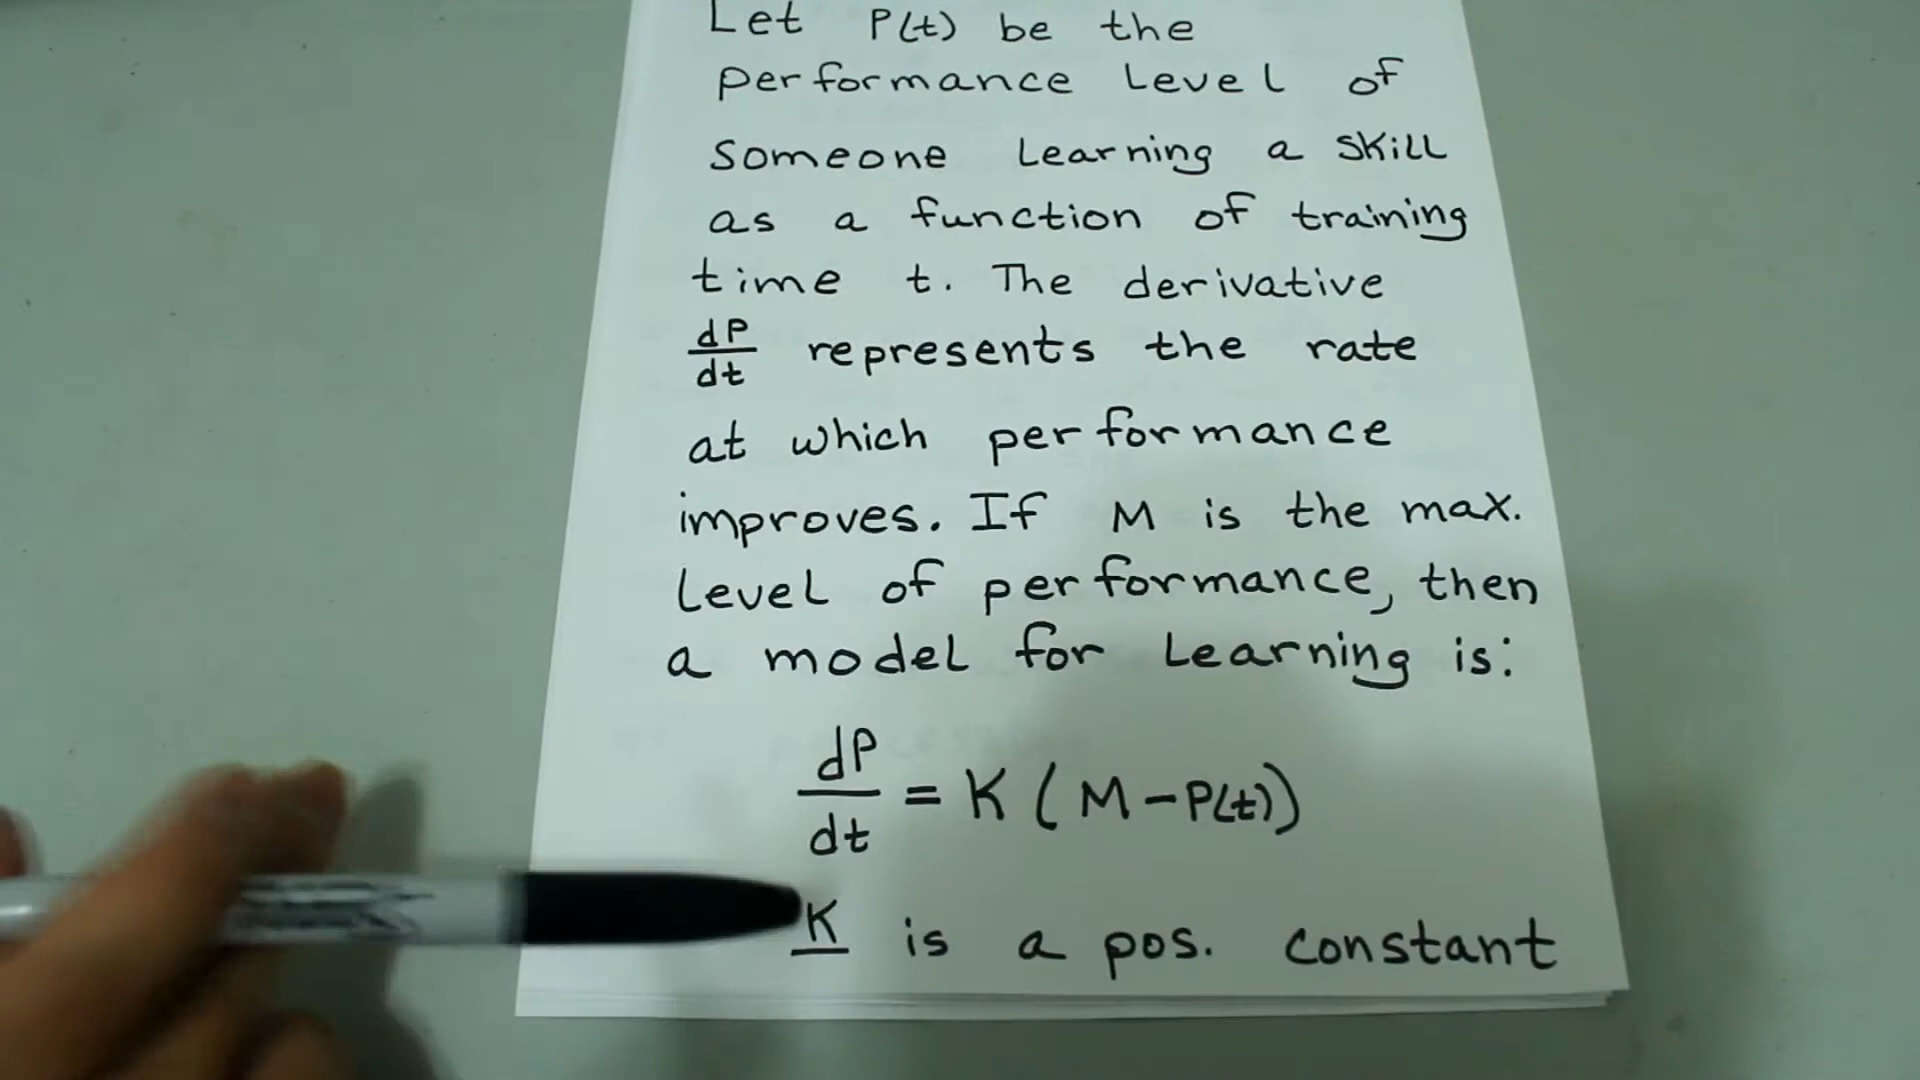 Let P(t) be the
performance Level of
someone Learning a skill
as a function of training
time t. The derivative
dP/dt represents the rate
at which performance
improves. If M is the max.
Level of performance, then
a model for Learning is:
dP/dt = K (M - P(t))
K is a pos. constant